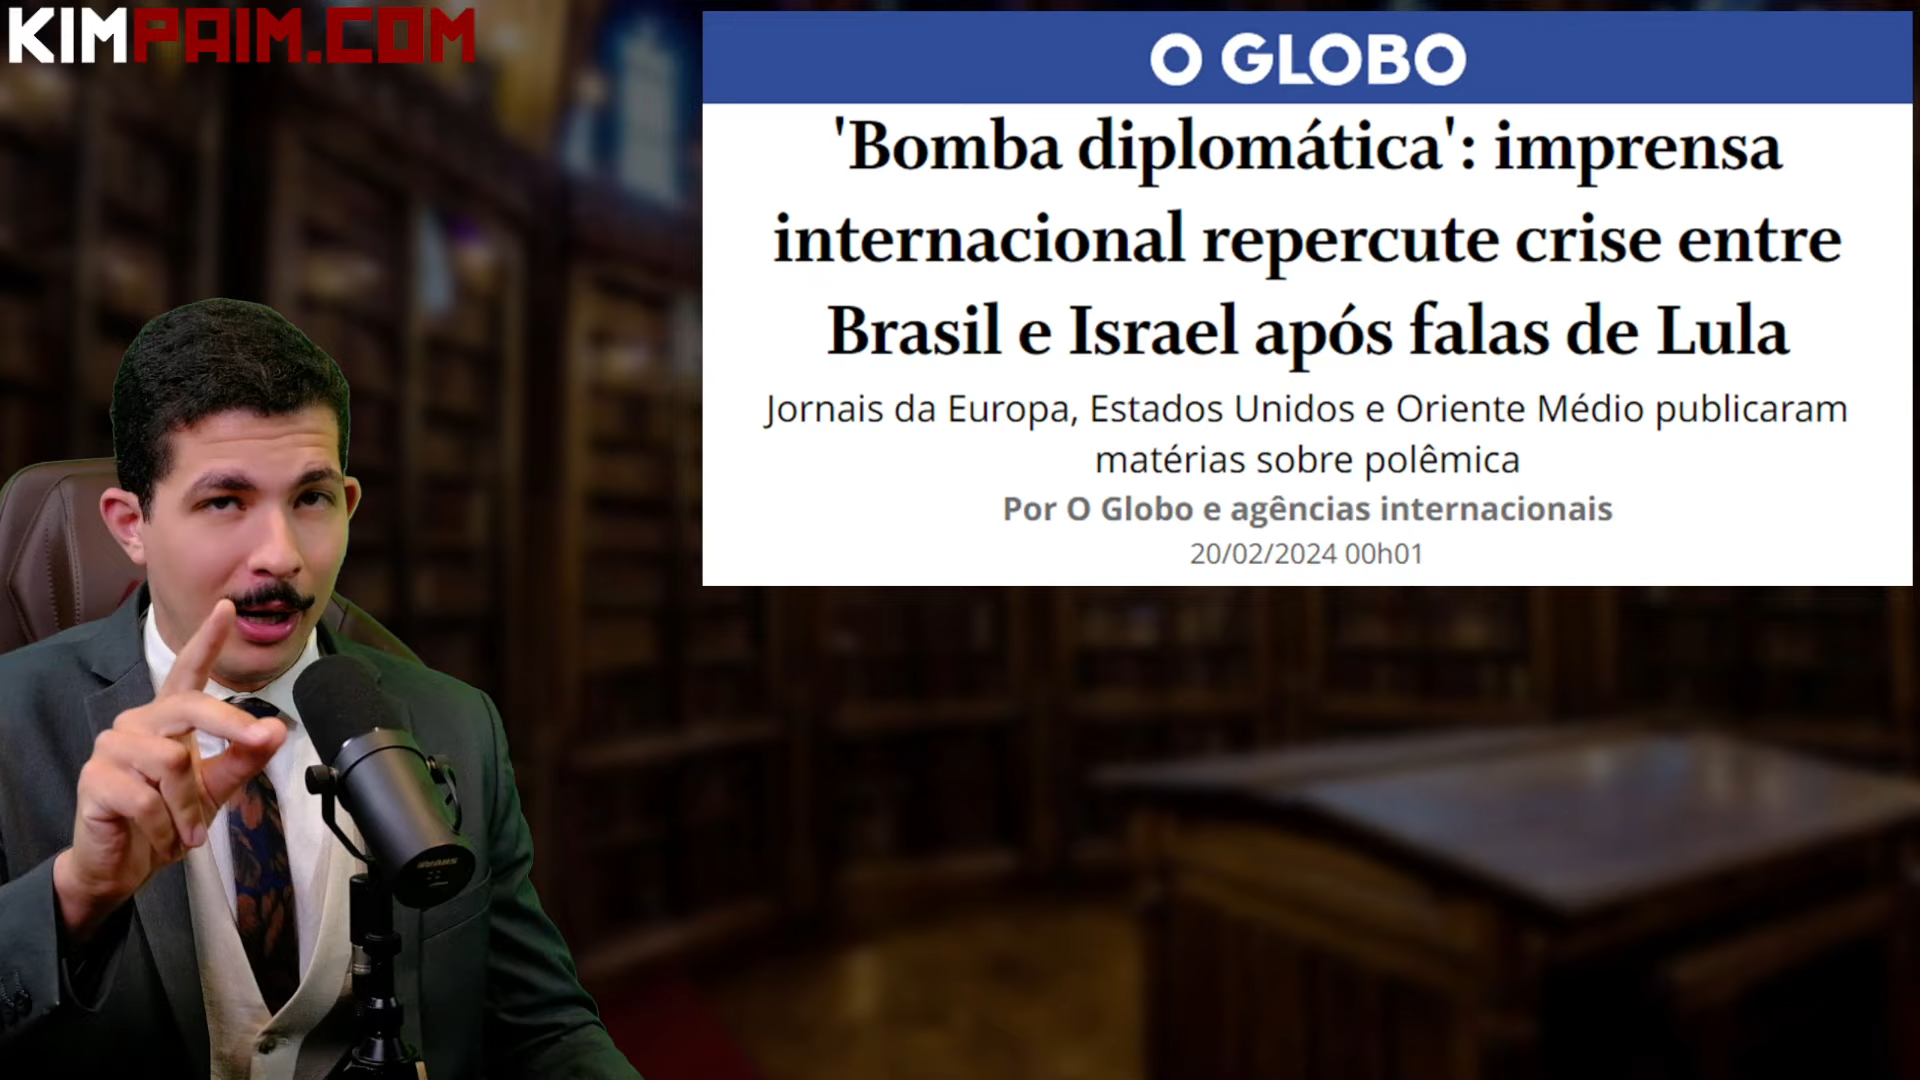 KIMPAIM.COM
O GLOBO
'Bomba diplomática': imprensa
internacional repercute crise entre
Brasil e Israel após falas de Lula
Jornais da Europa, Estados Unidos e Oriente Médio publicaram
matérias sobre polêmica
Por O Globo e agências internacionais
20/02/2024 00h01